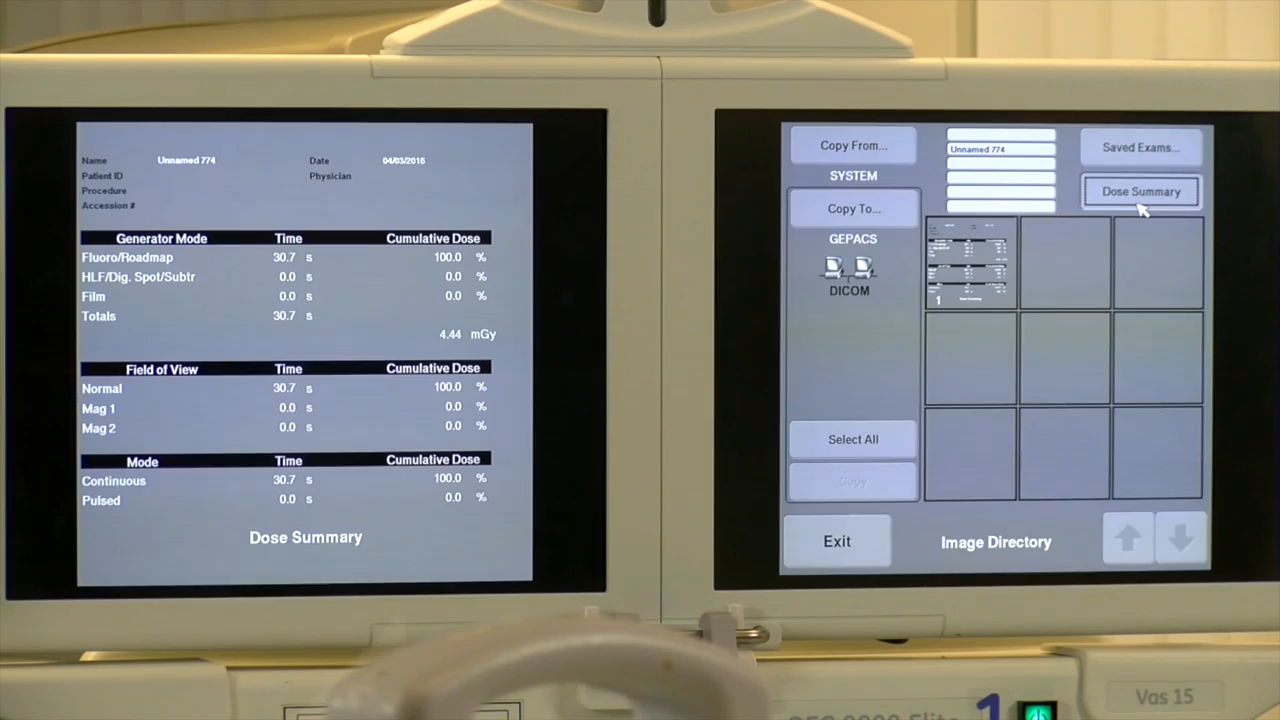 Name Unnamed 774 Date 04/03/2016
Patient ID Physician
Procedure
Accession #
Generator Mode Time Cumulative Dose
Fluoro/Roadmap 30.7 s 100.0 %
HLF/Dig. Spot/Subtr 0.0 s 0.0 %
Film 0.0 s 0.0 %
Totals 30.7 s
4.44 mGy
Field of View Time Cumulative Dose
Normal 30.7 s 100.0 %
Mag 1 0.0 s 0.0 %
Mag 2 0.0 s 0.0 %
Mode Time Cumulative Dose
Continuous 30.7 s 100.0 %
Pulsed 0.0 s 0.0 %
Dose Summary
Copy From...
SYSTEM
Copy To...
GEPACS
DICOM
Select All
Copy
Exit
Unnamed 774
Saved Exams...
Dose Summary
1
Image Directory
Vas 15
1